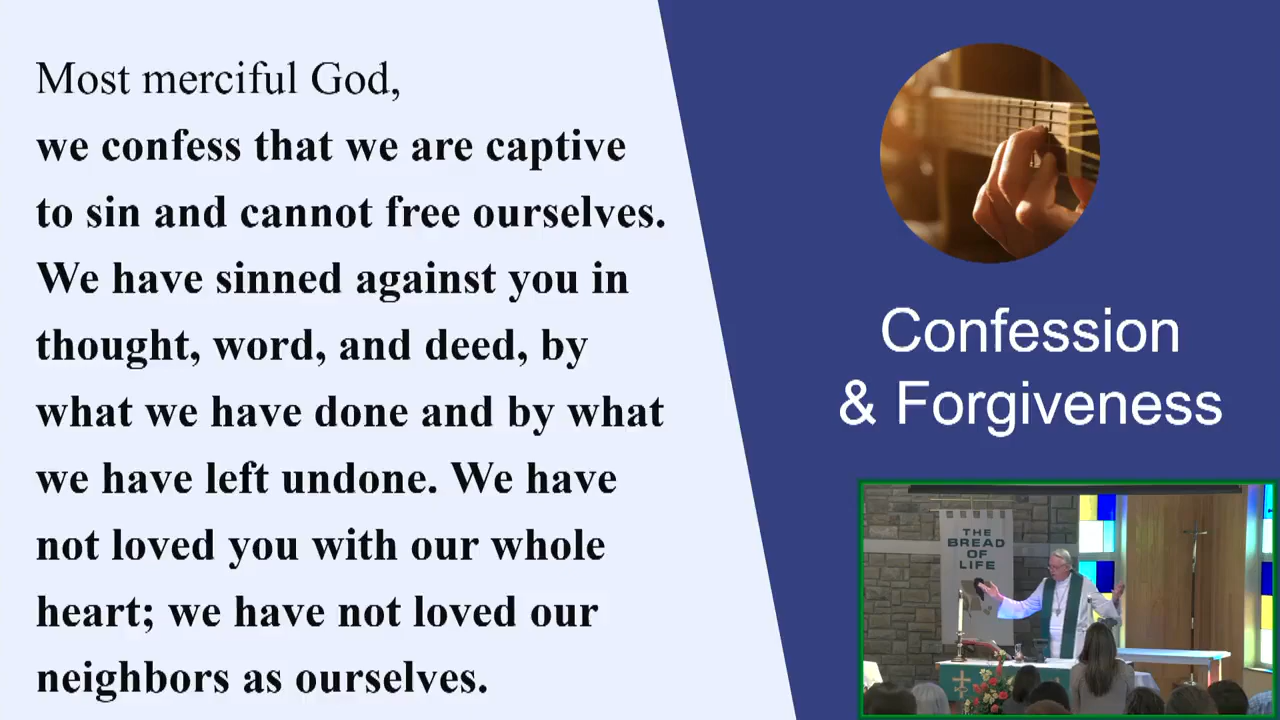 Most merciful God,
we confess that we are captive
to sin and cannot free ourselves.
We have sinned against you in
thought, word, and deed, by
what we have done and by what
we have left undone. We have
not loved you with our whole
heart; we have not loved our
neighbors as ourselves.
Confession
& Forgiveness
THE
BREAD
OF
LIFE